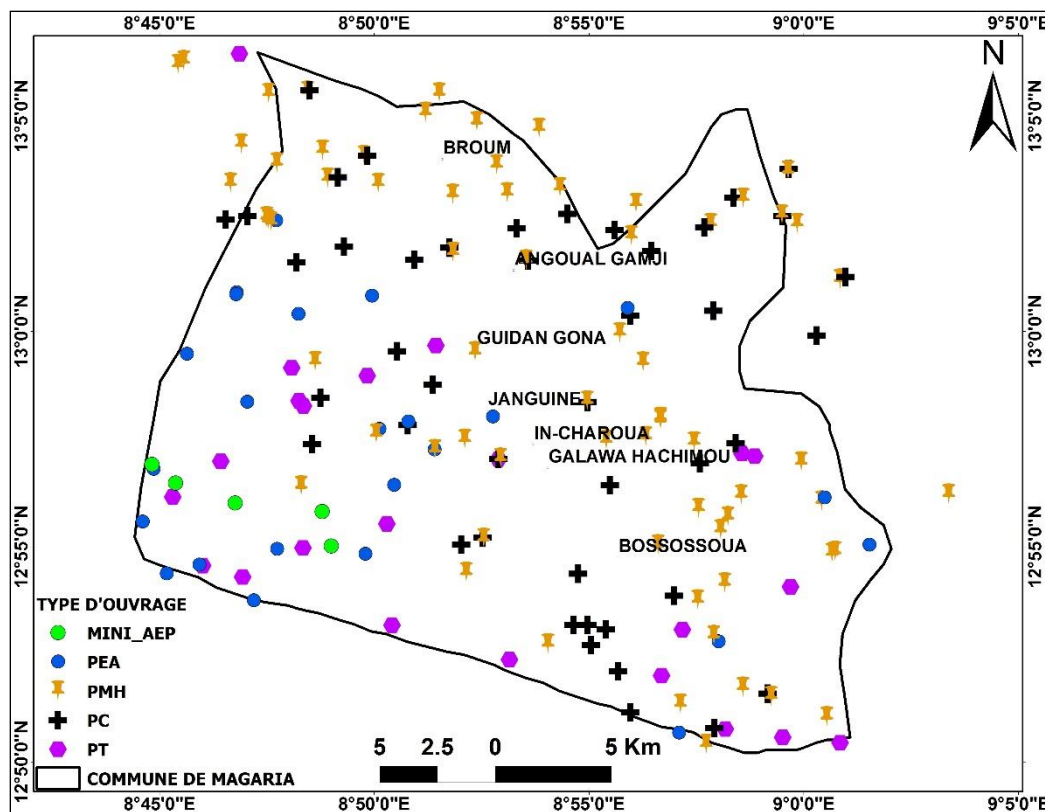 8°45'0"E 8°50'0"E 8°55'0"E 9°0'0"E 9°5'0"E
N
13°5'0"N 13°5'0"N
BROUM
ANGOUAL GAMJI
13°0'0"N 13°0'0"N
GUIDAN GONA
JANGUINE
IN-CHAROUA
GALAWA HACHIMOU
12°55'0"N 12°55'0"N
BOSSOSSOUA
TYPE D'OUVRAGE
MINI_AEP
PEA
PMH
PC
PT
COMMUNE DE MAGARIA
5 2.5 0 5 Km
12°50'0"N 12°50'0"N
8°45'0"E 8°50'0"E 8°55'0"E 9°0'0"E 9°5'0"E